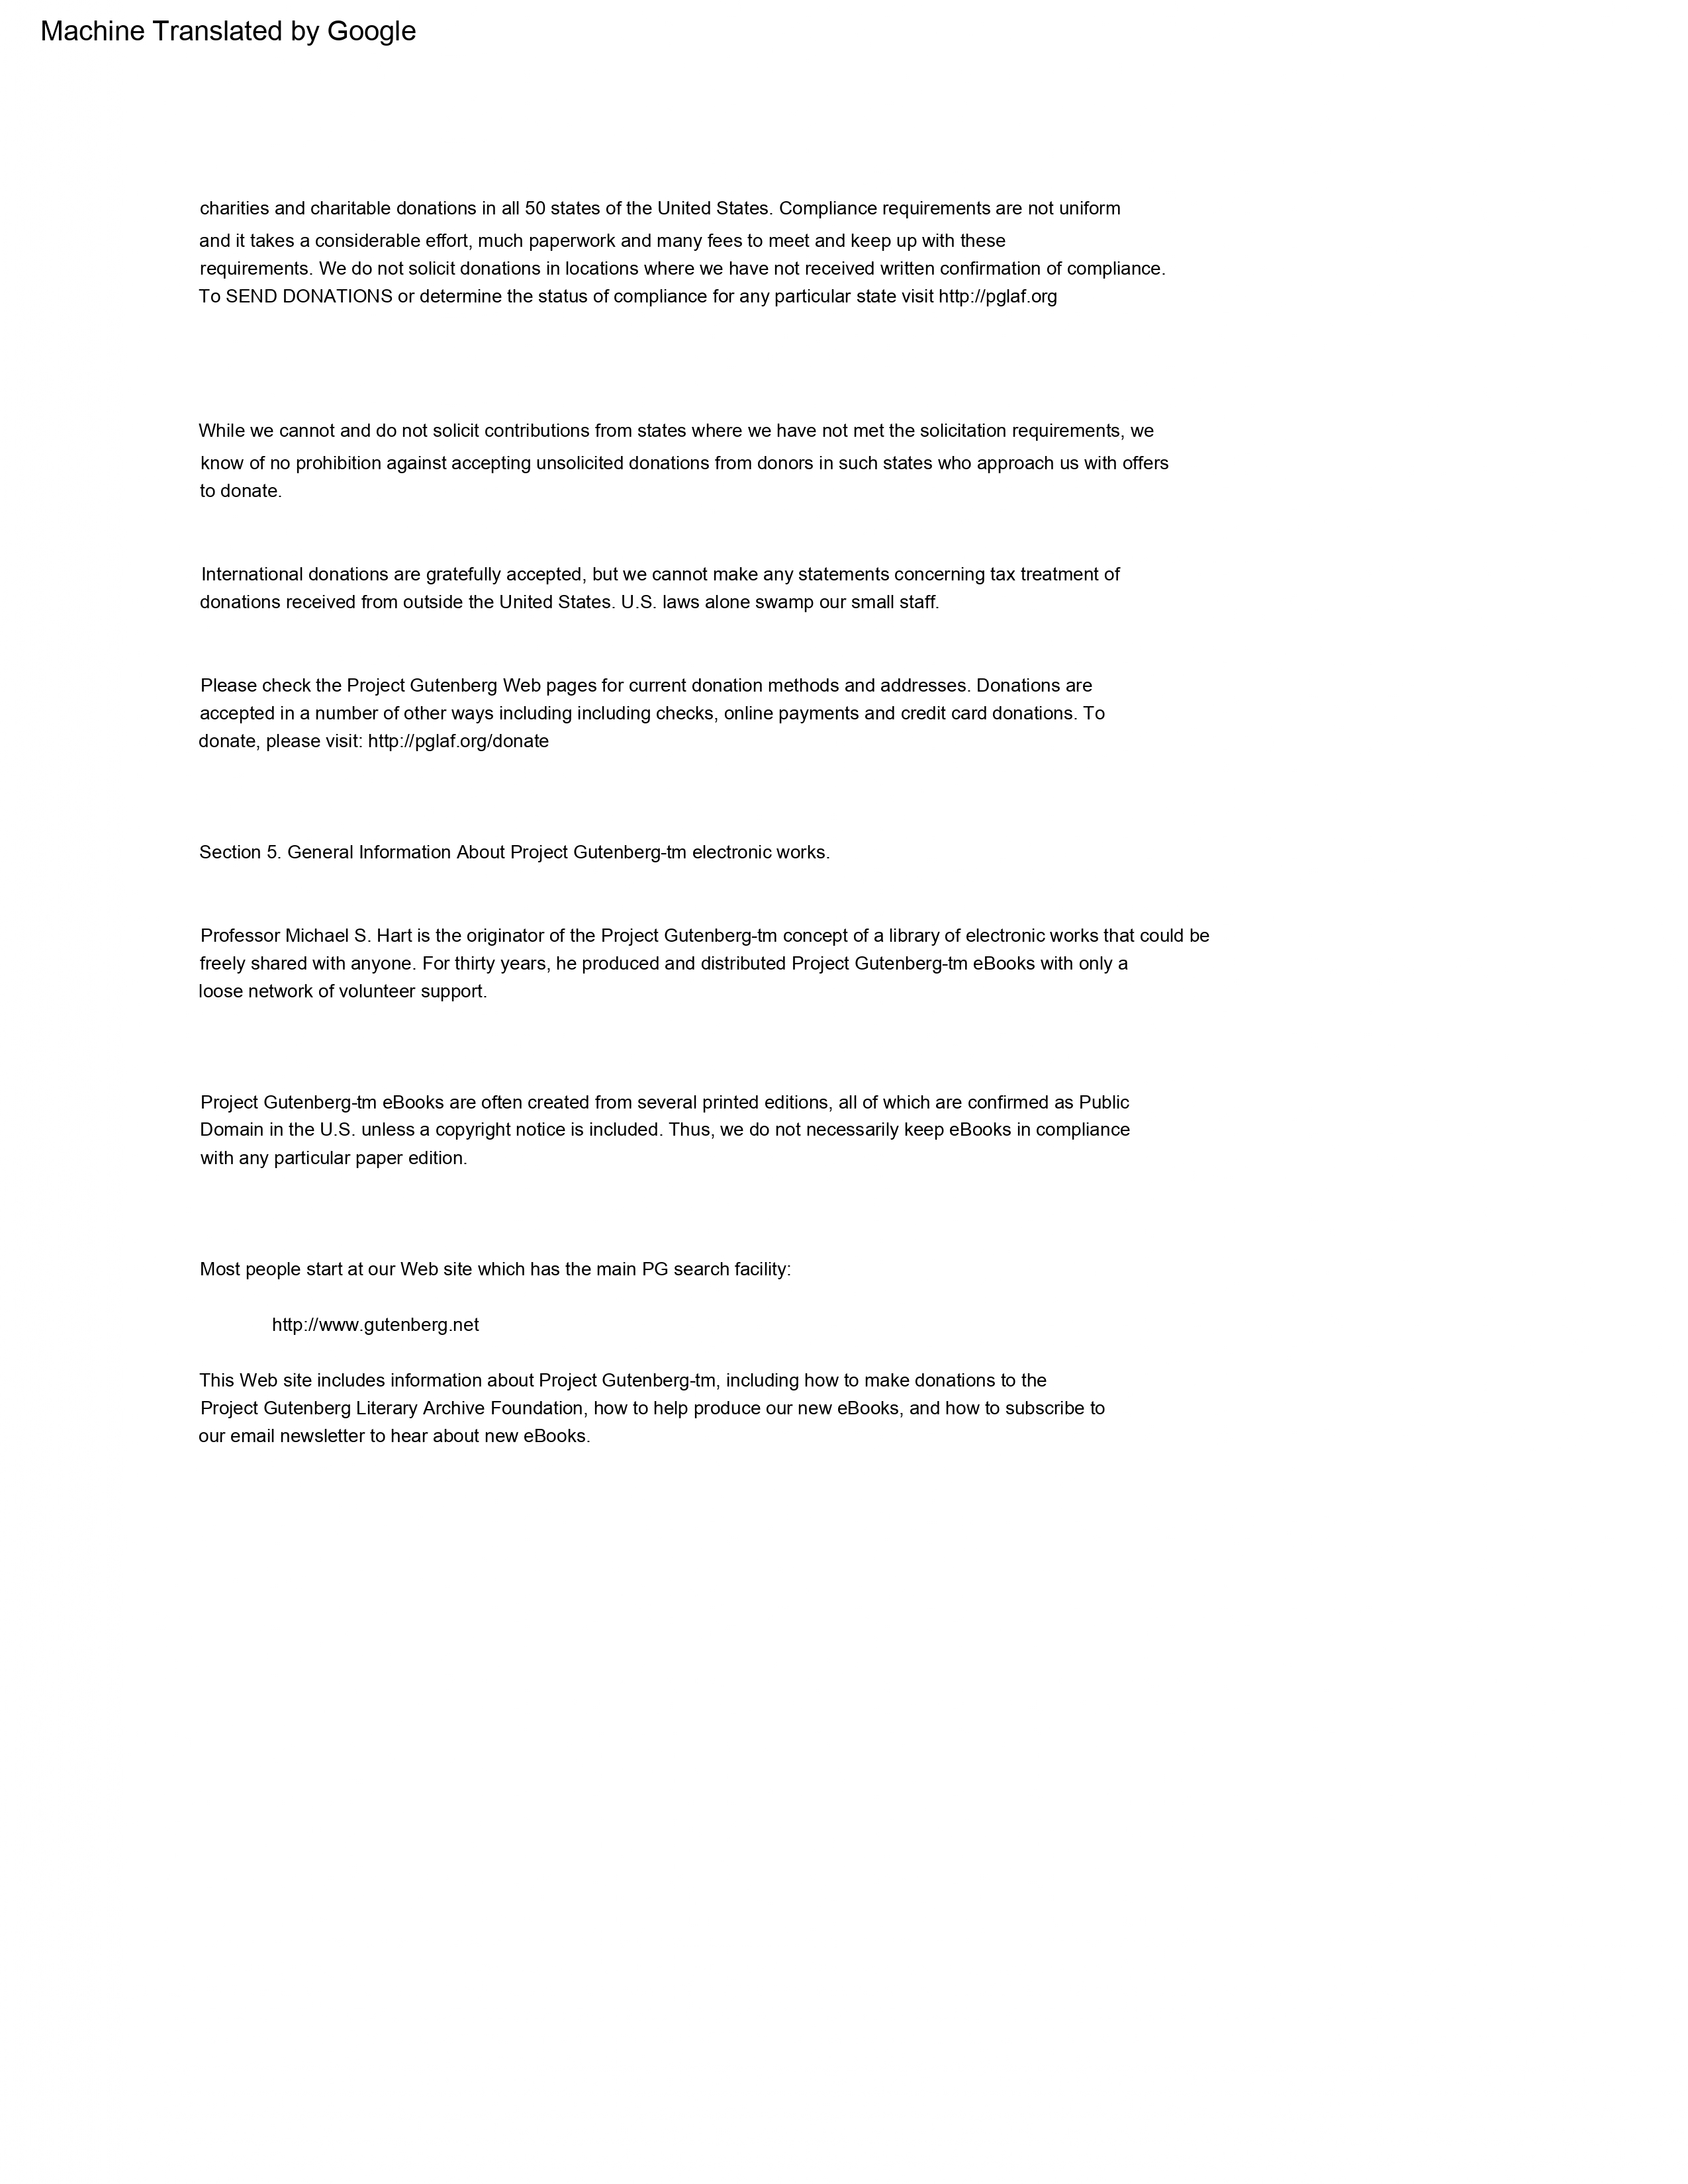 Machine Translated by Google
charities and charitable donations in all 50 states of the United States. Compliance requirements are not uniform
and it takes a considerable effort, much paperwork and many fees to meet and keep up with these
requirements. We do not solicit donations in locations where we have not received written confirmation of compliance.
To SEND DONATIONS or determine the status of compliance for any particular state visit http://pglaf.org
While we cannot and do not solicit contributions from states where we have not met the solicitation requirements, we
know of no prohibition against accepting unsolicited donations from donors in such states who approach us with offers
to donate.
International donations are gratefully accepted, but we cannot make any statements concerning tax treatment of
donations received from outside the United States. U.S. laws alone swamp our small staff.
Please check the Project Gutenberg Web pages for current donation methods and addresses. Donations are
accepted in a number of other ways including including checks, online payments and credit card donations. To
donate, please visit: http://pglaf.org/donate
Section 5. General Information About Project Gutenberg-tm electronic works.
Professor Michael S. Hart is the originator of the Project Gutenberg-tm concept of a library of electronic works that could be
freely shared with anyone. For thirty years, he produced and distributed Project Gutenberg-tm eBooks with only a
loose network of volunteer support.
Project Gutenberg-tm eBooks are often created from several printed editions, all of which are confirmed as Public
Domain in the U.S. unless a copyright notice is included. Thus, we do not necessarily keep eBooks in compliance
with any particular paper edition.
Most people start at our Web site which has the main PG search facility:
http://www.gutenberg.net
This Web site includes information about Project Gutenberg-tm, including how to make donations to the
Project Gutenberg Literary Archive Foundation, how to help produce our new eBooks, and how to subscribe to
our email newsletter to hear about new eBooks.